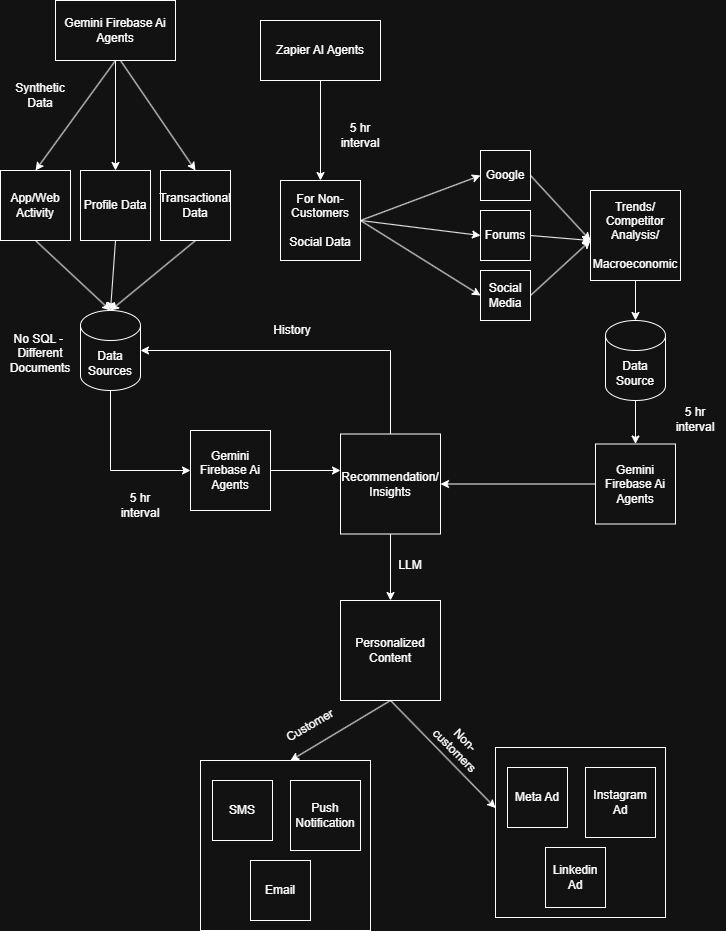 Gemini Firebase Ai
Agents
Zapier AI Agents
Synthetic
Data
5 hr
interval
App/Web
Activity
Profile Data
Transactional
Data
For Non-
Customers
Social Data
Google
Forums
Social
Media
Trends/
Competitor
Analysis/
Macroeconomic
No SQL -
Different
Documents
Data
Sources
History
Data
Source
5 hr
interval
Gemini
Firebase Ai
Agents
5 hr
interval
Recommendation/
Insights
Gemini
Firebase Ai
Agents
LLM
Personalized
Content
Customer
Non-
customers
SMS
Push
Notification
Email
Meta Ad
Instagram
Ad
Linkedin
Ad